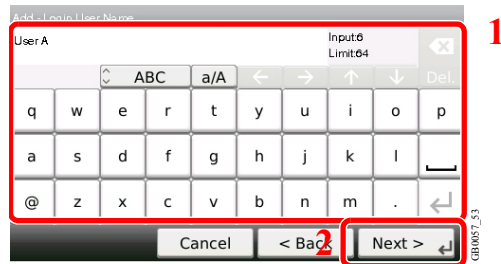 Add - Login User Name
1
User A
Input:6
Limit:64
ABC a/A Del.
q w e r t y u i o p
a s d f g h j k l
@ z x c v b n m .
2
Cancel < Back Next >
GB0057_53